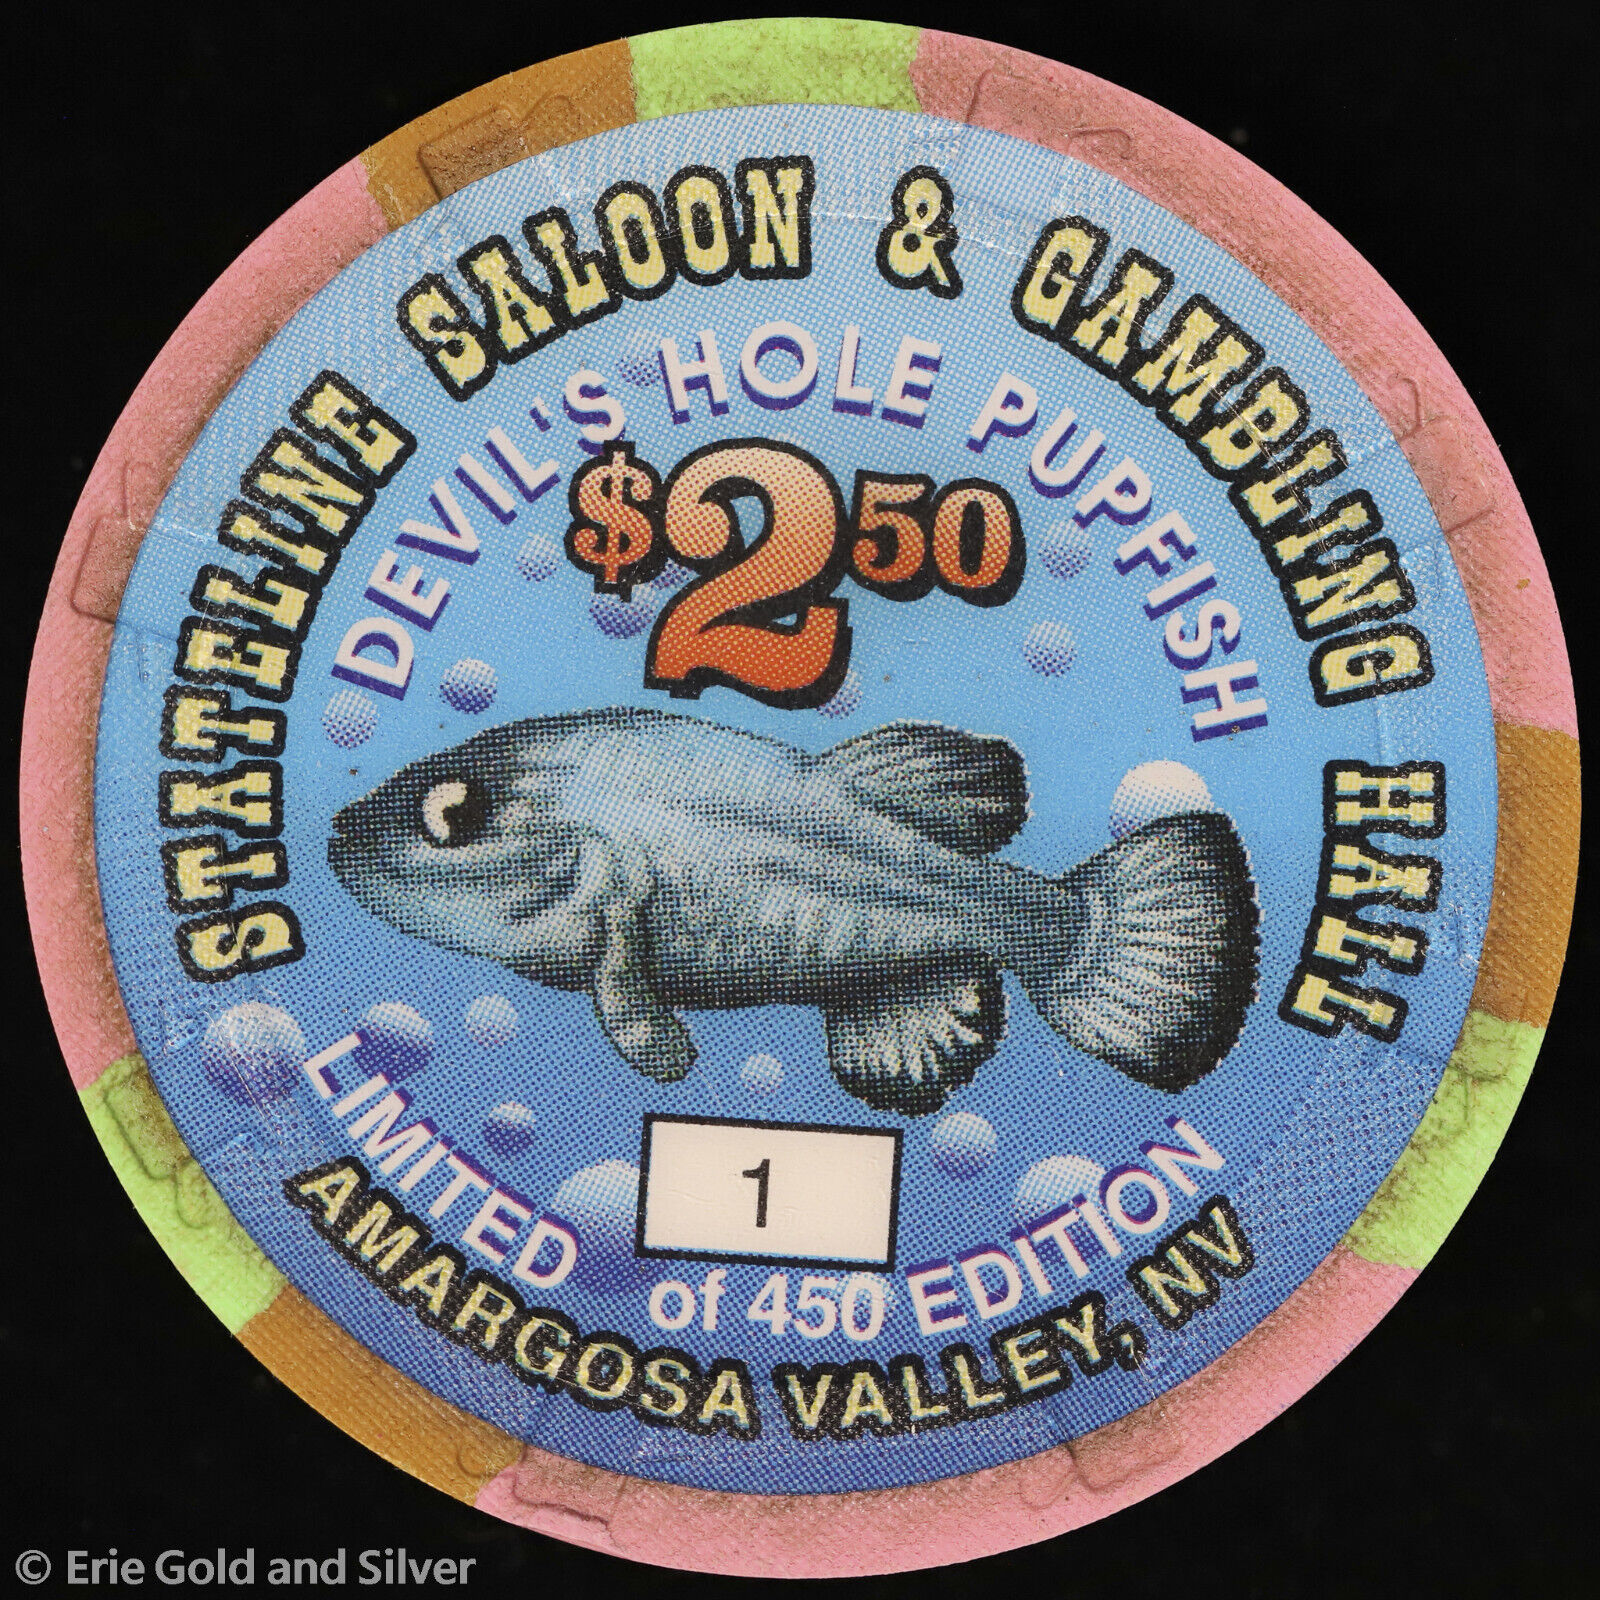 STATELINE SALOON & GAMBLING HALL
DEVIL'S HOLE PUPFISH
$2 50
1
LIMITED of 450 EDITION
AMARGOSA VALLEY, NV
© Erie Gold and Silver